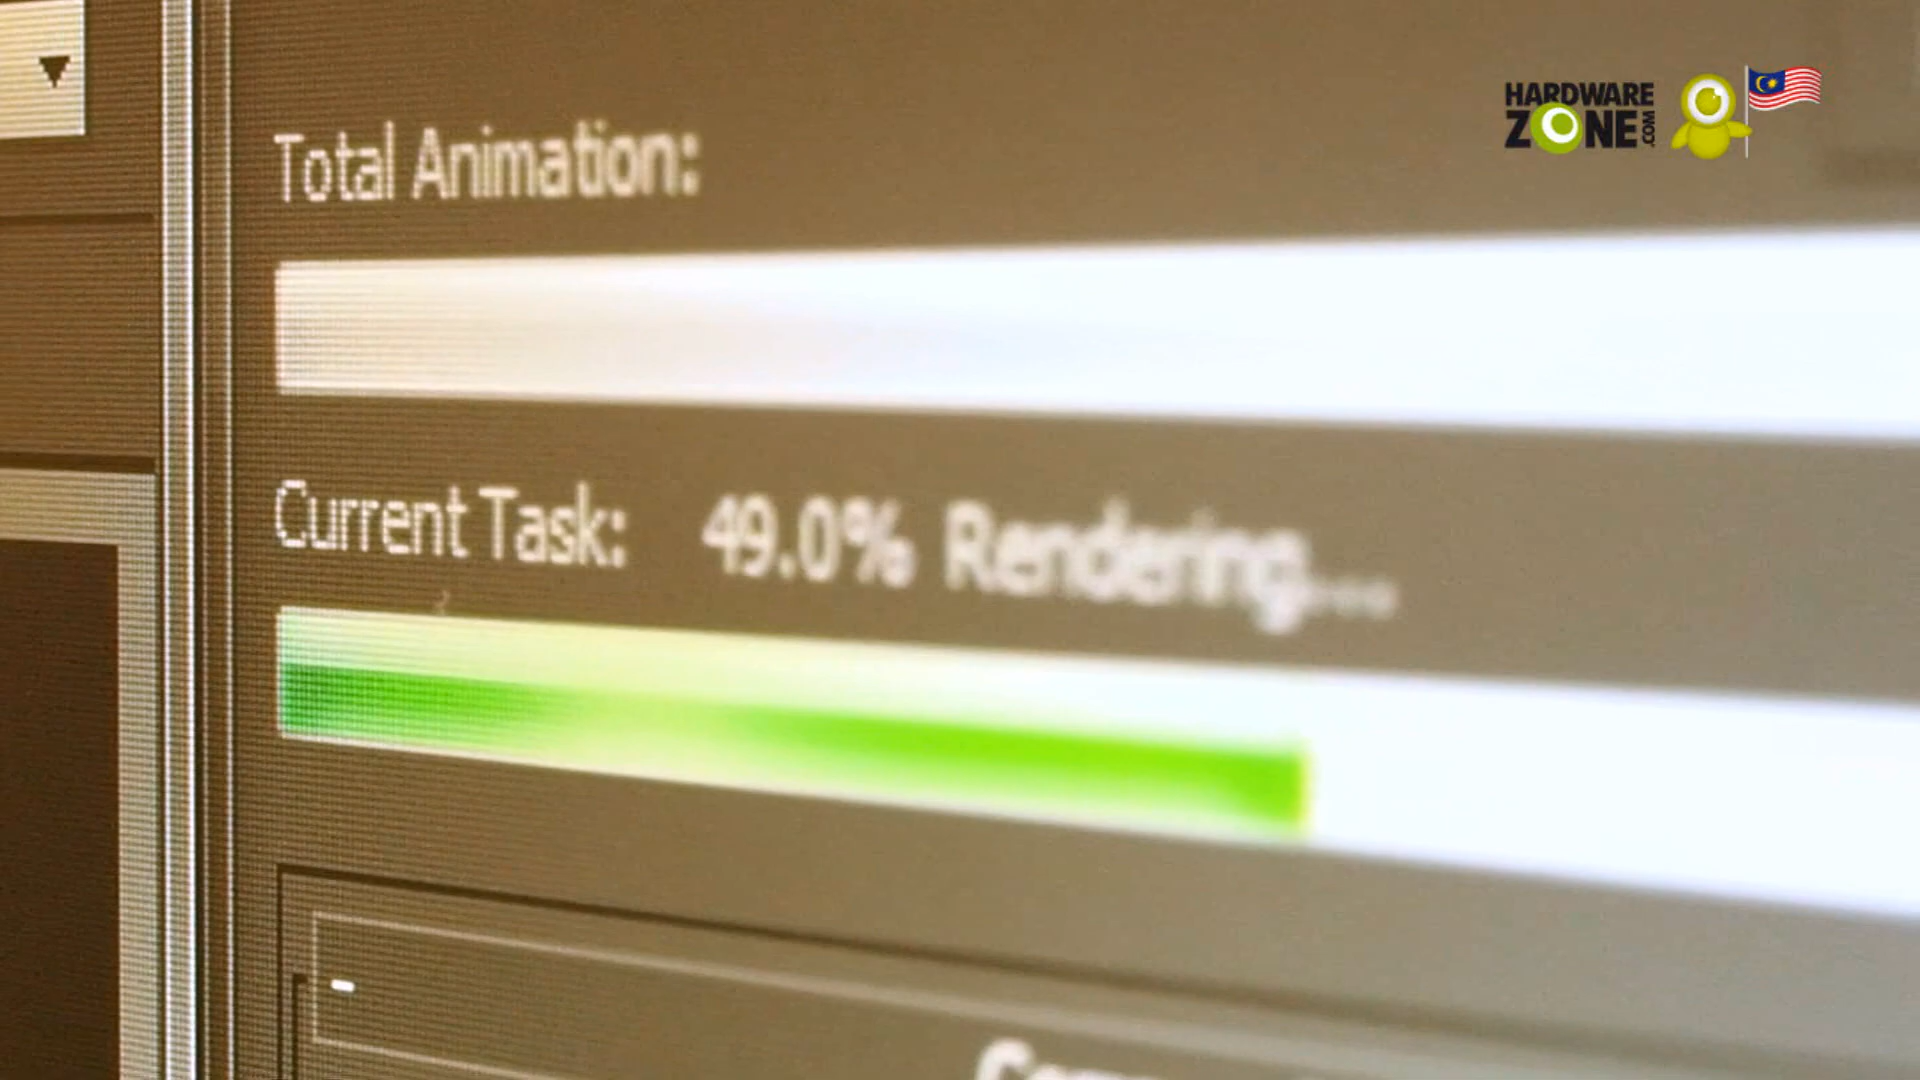 HARDWARE
ZONE.COM
Total Animation:
Current Task: 49.0% Rendering...